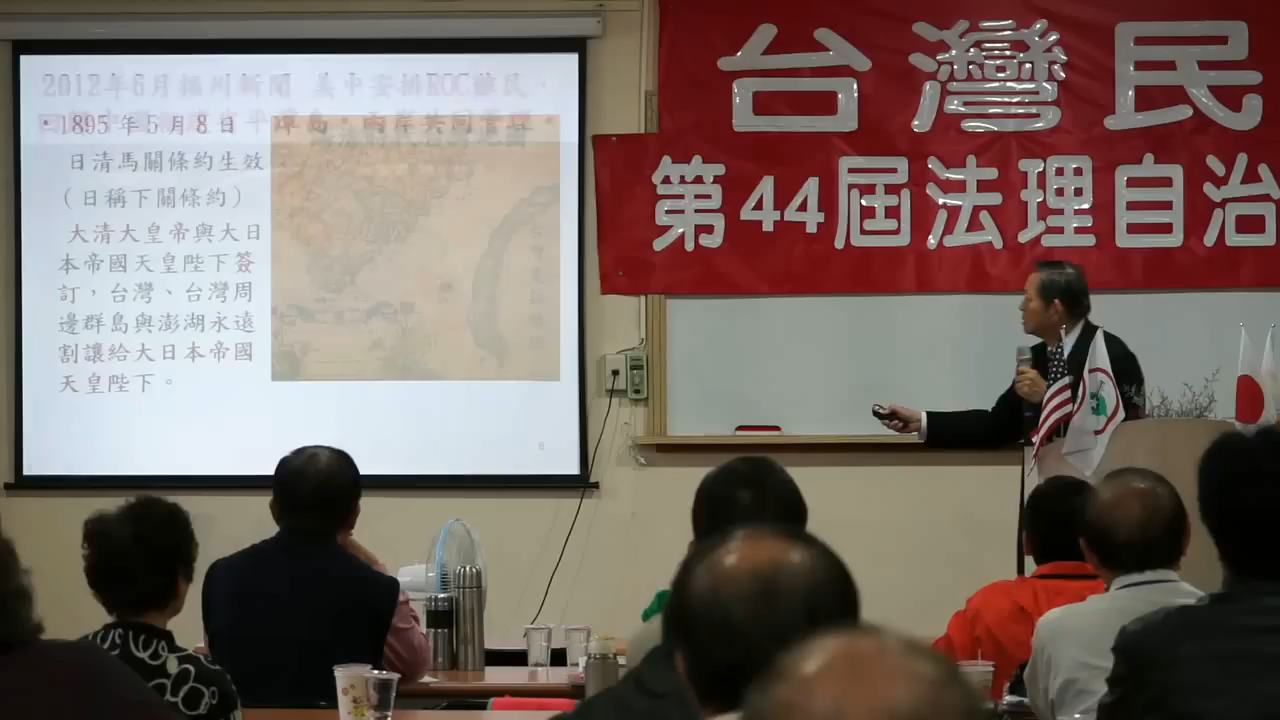 2012年6月
• 1895年5月8日
日清馬關條約生效
(日稱下關條約)
大清大皇帝與大日
本帝國天皇陛下簽
訂，台灣、台灣周
邊群島與澎湖永遠
割讓給大日本帝國
天皇陛下。
6
台灣民
第44屆法理自治